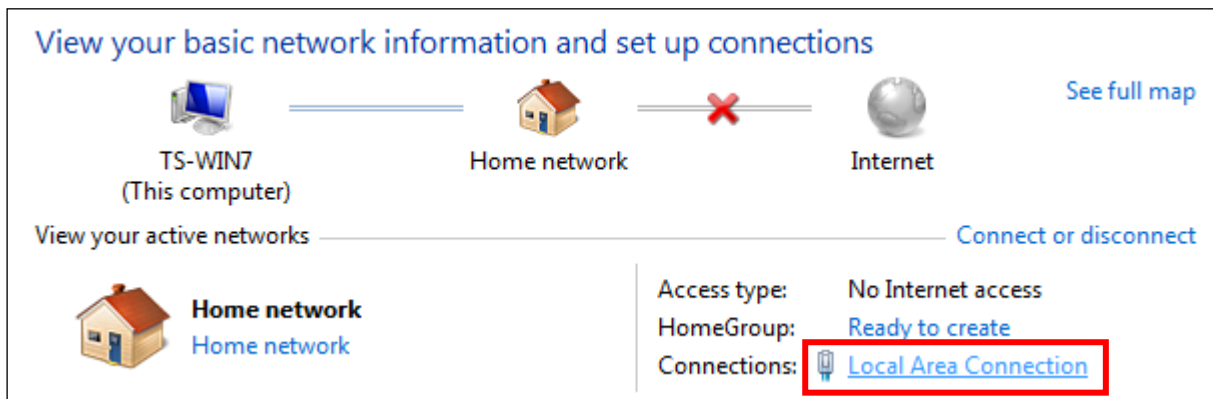 View your basic network information and set up connections
See full map
TS-WIN7
(This computer)
Home network
Internet
View your active networks
Connect or disconnect
Home network
Home network
Access type: No Internet access
HomeGroup: Ready to create
Connections: Local Area Connection